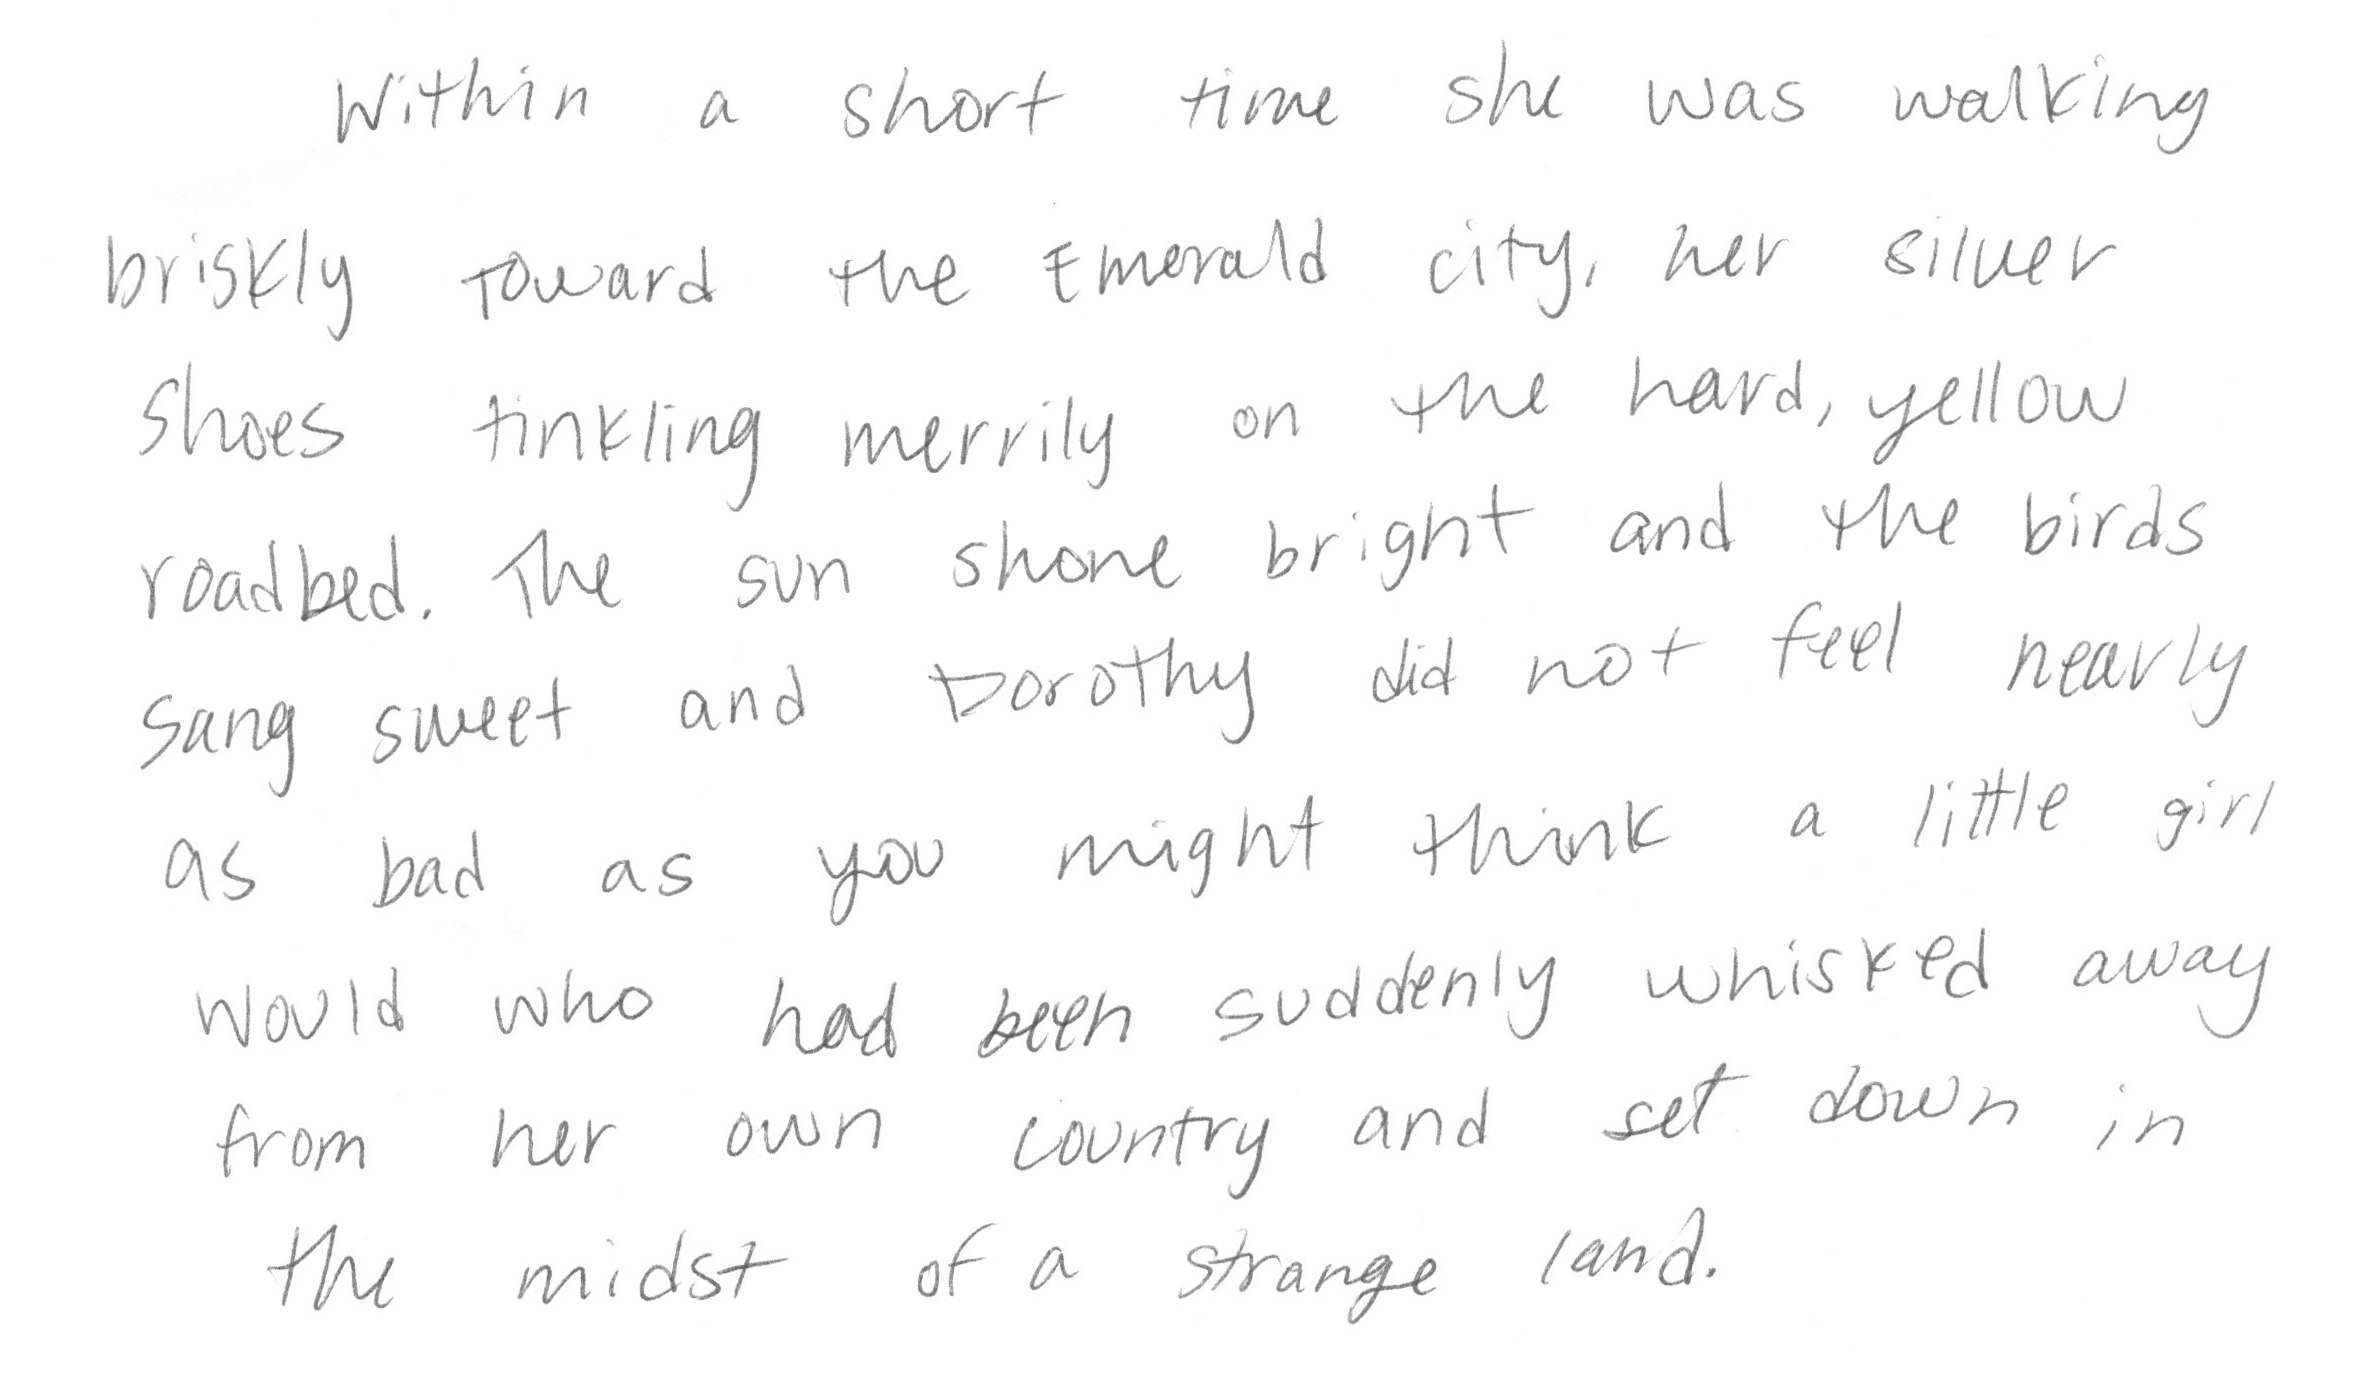 Within a short time she was walking
briskly toward the Emerald city, her silver
shoes tinkling merrily on the hard, yellow
roadbed. The sun shone bright and the birds
sang sweet and Dorothy did not feel nearly
as bad as you might think a little girl
would who had been suddenly whisked away
from her own country and set down in
the midst of a strange land.